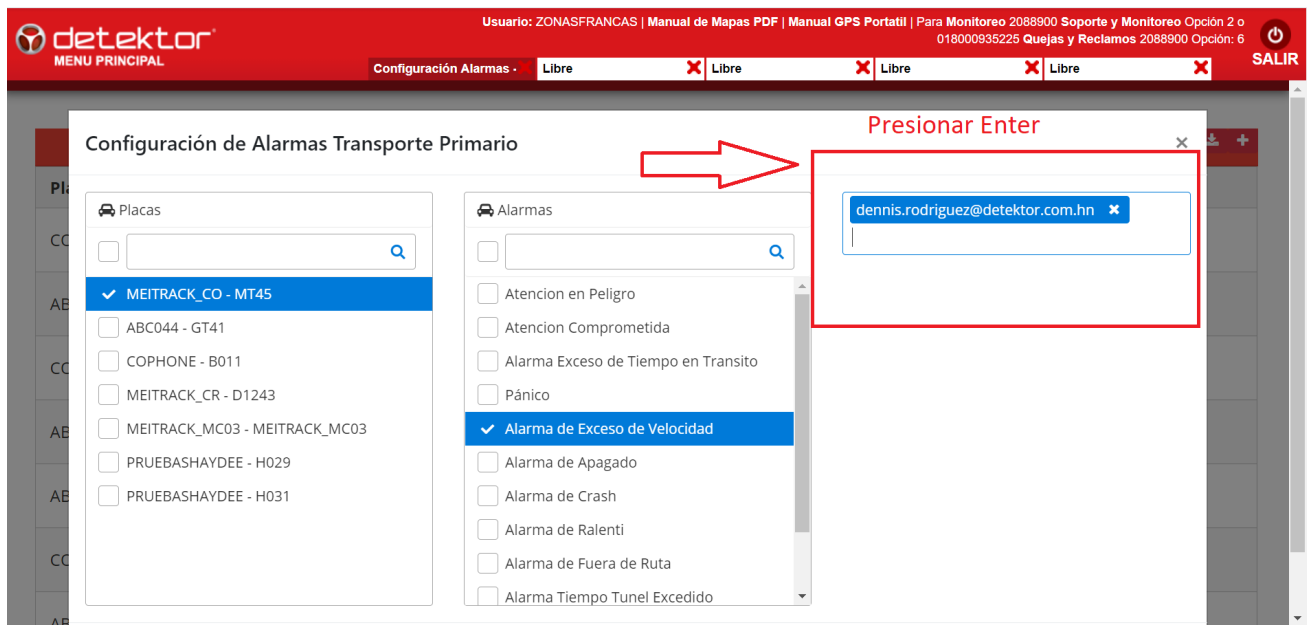 Usuario: ZONASFRANCAS | Manual de Mapas PDF | Manual GPS Portatil | Para Monitoreo 2088900 Soporte y Monitoreo Opción 2 o
018000935225 Quejas y Reclamos 2088900 Opción: 6
detektor
MENU PRINCIPAL
SALIR
Configuración Alarmas -
Libre
Libre
Libre
Libre
Presionar Enter
Configuración de Alarmas Transporte Primario
Placas
Alarmas
dennis.rodriguez@detektor.com.hn
MEITRACK_CO - MT45
ABC044 - GT41
COPHONE - B011
MEITRACK_CR - D1243
MEITRACK_MC03 - MEITRACK_MC03
PRUEBASHAYDEE - H029
PRUEBASHAYDEE - H031
Atencion en Peligro
Atencion Comprometida
Alarma Exceso de Tiempo en Transito
Pánico
Alarma de Exceso de Velocidad
Alarma de Apagado
Alarma de Crash
Alarma de Ralenti
Alarma de Fuera de Ruta
Alarma Tiempo Tunel Excedido